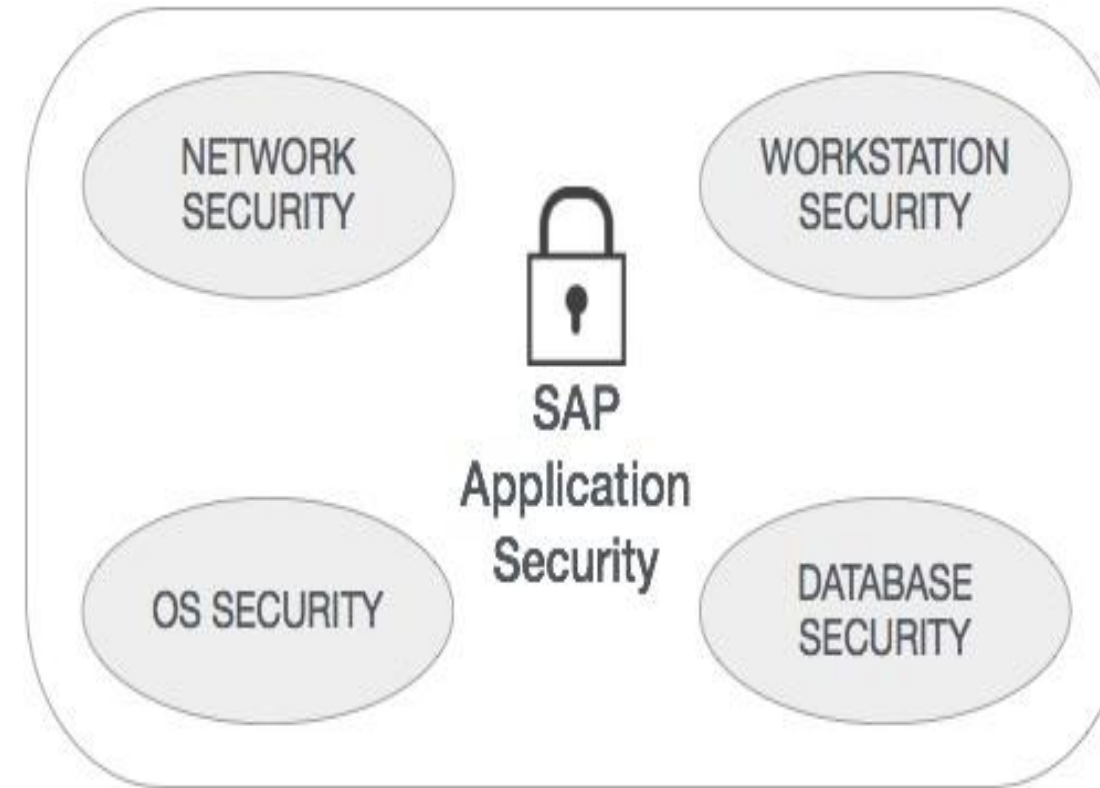 NETWORK
SECURITY
WORKSTATION
SECURITY
SAP
Application
Security
OS SECURITY
DATABASE
SECURITY